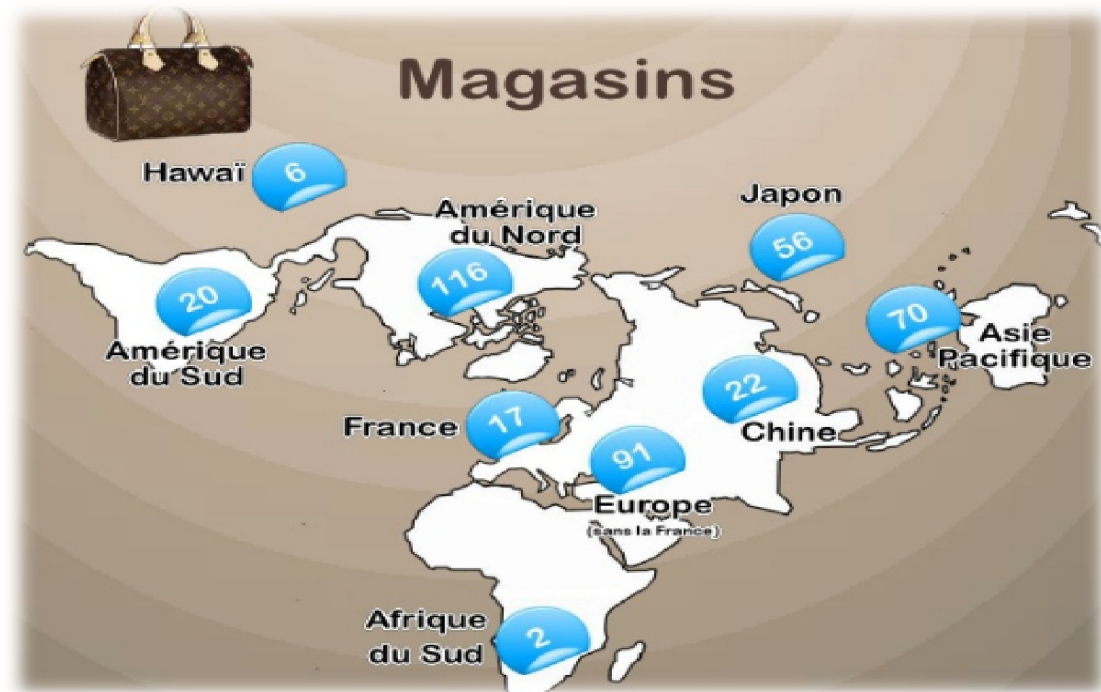 Magasins
Hawaï
6
Japon
56
Amérique
du Nord
116
20
Amérique
du Sud
70
Asie
Pacifique
22
Chine
France
17
91
Europe
(sans la France)
Afrique
du Sud
2